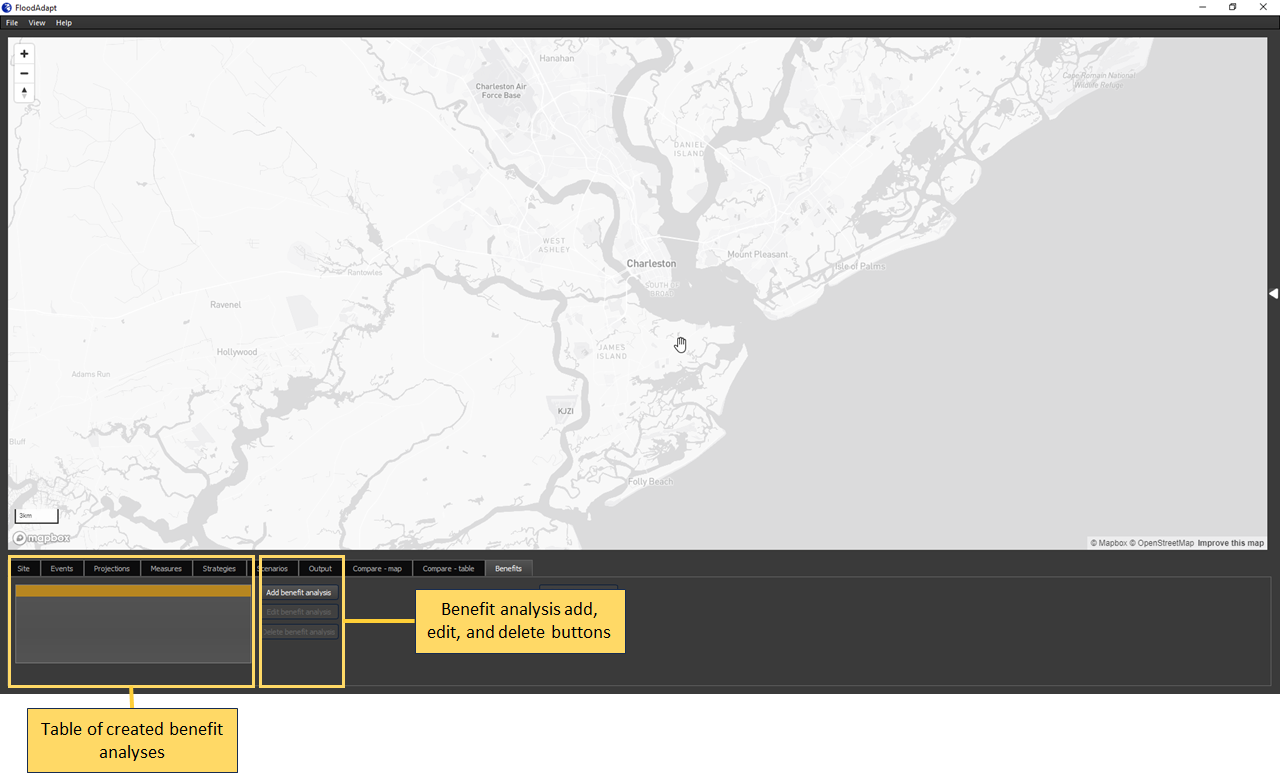 FloodAdapt
File View Help
Hanahan
Charleston Air
Force Base
Cape Romain National
Wildlife Refuge
DANIEL
ISLAND
WEST
ASHLEY
Charleston
Mount Pleasant
Isle of Palms
Rantowles
SOUTH OF
BROAD
Ravenel
JAMES
ISLAND
Hollywood
Adams Run
KJZI
Bluff
Folly Beach
3km
mapbox
© Mapbox © OpenStreetMap Improve this map
Site Events Projections Measures Strategies Scenarios Output Compare - map Compare - table Benefits
Add benefit analysis
Edit benefit analysis
Delete benefit analysis
Benefit analysis add,
edit, and delete buttons
Table of created benefit
analyses